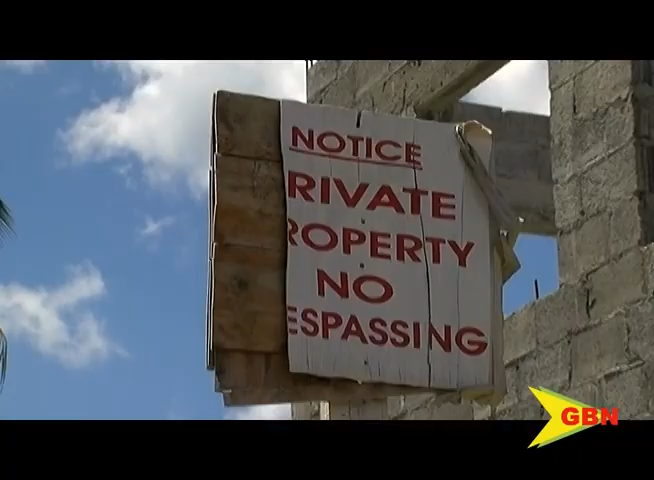 NOTICE
RIVATE
ROPERTY
NO
ESPASSING
GBN